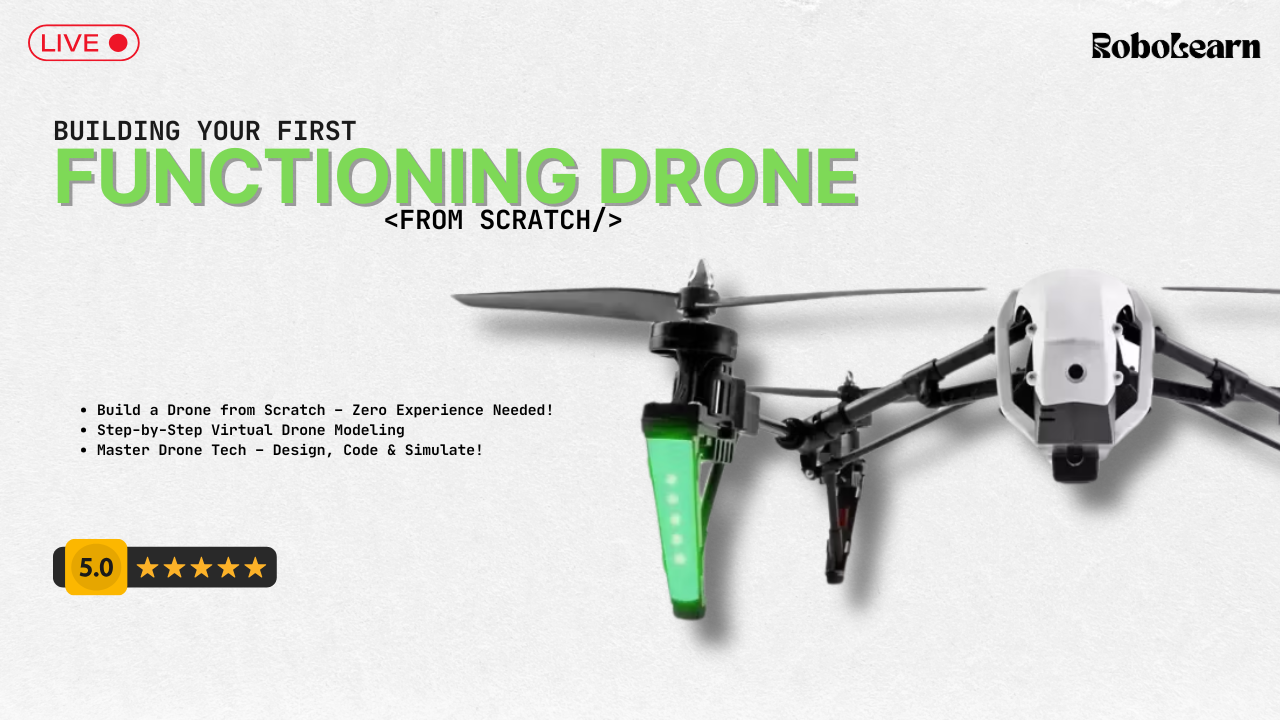 LIVE
RoboLearn
BUILDING YOUR FIRST
FUNCTIONING DRONE
<FROM SCRATCH/>
• Build a Drone from Scratch – Zero Experience Needed!
• Step-by-Step Virtual Drone Modeling
• Master Drone Tech – Design, Code & Simulate!
5.0